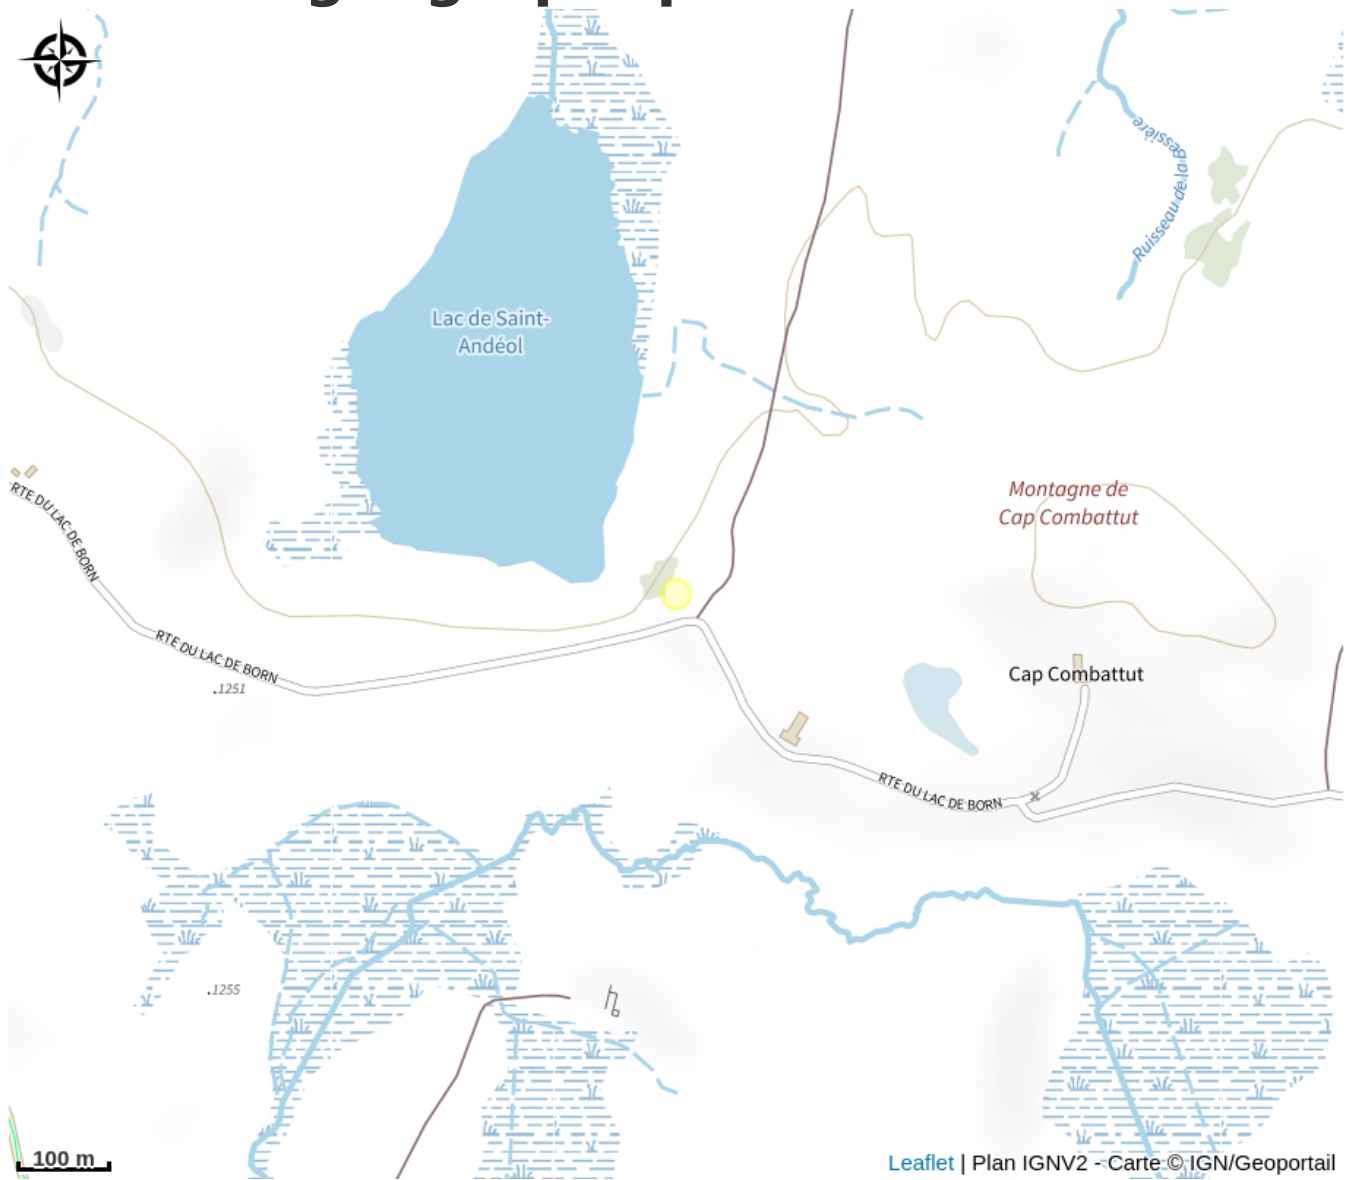 Bessière
Ruisseau de la
Lac de Saint-
Andéol
RTE DU LAC DE BORN
Montagne de
Cap Combattut
RTE DU LAC DE BORN
.1251
Cap Combattut
RTE DU LAC DE BORN
.1255
100 m
Leaflet | Plan IGNV2 - Carte © IGN/Geoportail